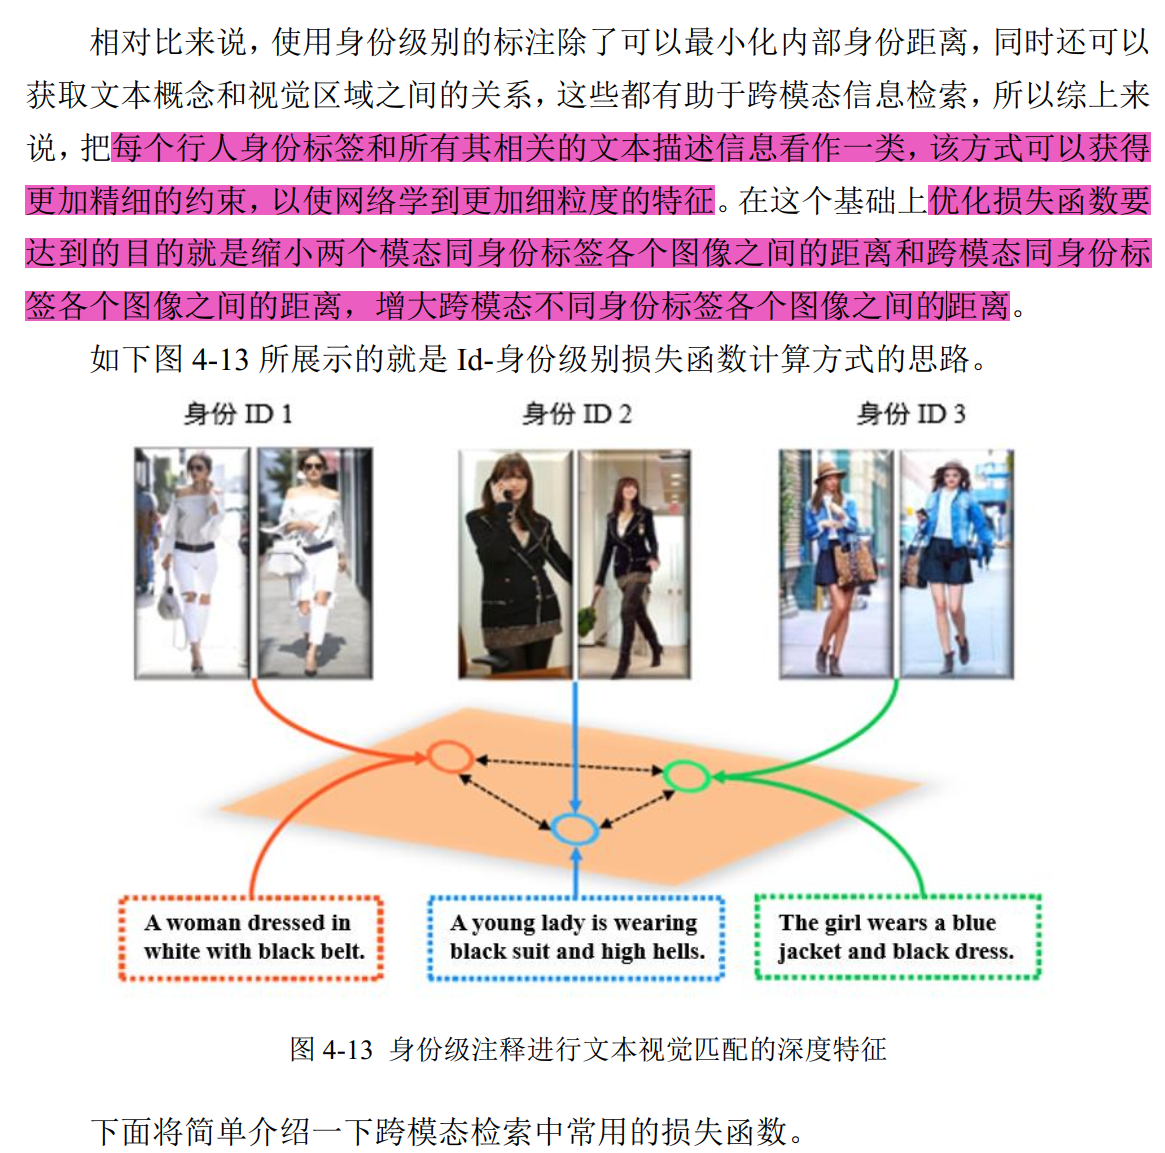 相对比来说，使用身份级别的标注除了可以最小化内部身份距离，同时还可以
获取文本概念和视觉区域之间的关系，这些都有助于跨模态信息检索，所以综上来
说，把每个行人身份标签和所有其相关的文本描述信息看作一类，该方式可以获得
更加精细的约束，以使网络学到更加细粒度的特征。在这个基础上优化损失函数要
达到的目的就是缩小两个模态同身份标签各个图像之间的距离和跨模态同身份标
签各个图像之间的距离，增大跨模态不同身份标签各个图像之间的距离。
如下图 4-13 所展示的就是 Id-身份级别损失函数计算方式的思路。
身份 ID 1
身份 ID 2
身份 ID 3
A woman dressed in
white with black belt.
A young lady is wearing
black suit and high hells.
The girl wears a blue
jacket and black dress.
图 4-13 身份级注释进行文本视觉匹配的深度特征
下面将简单介绍一下跨模态检索中常用的损失函数。